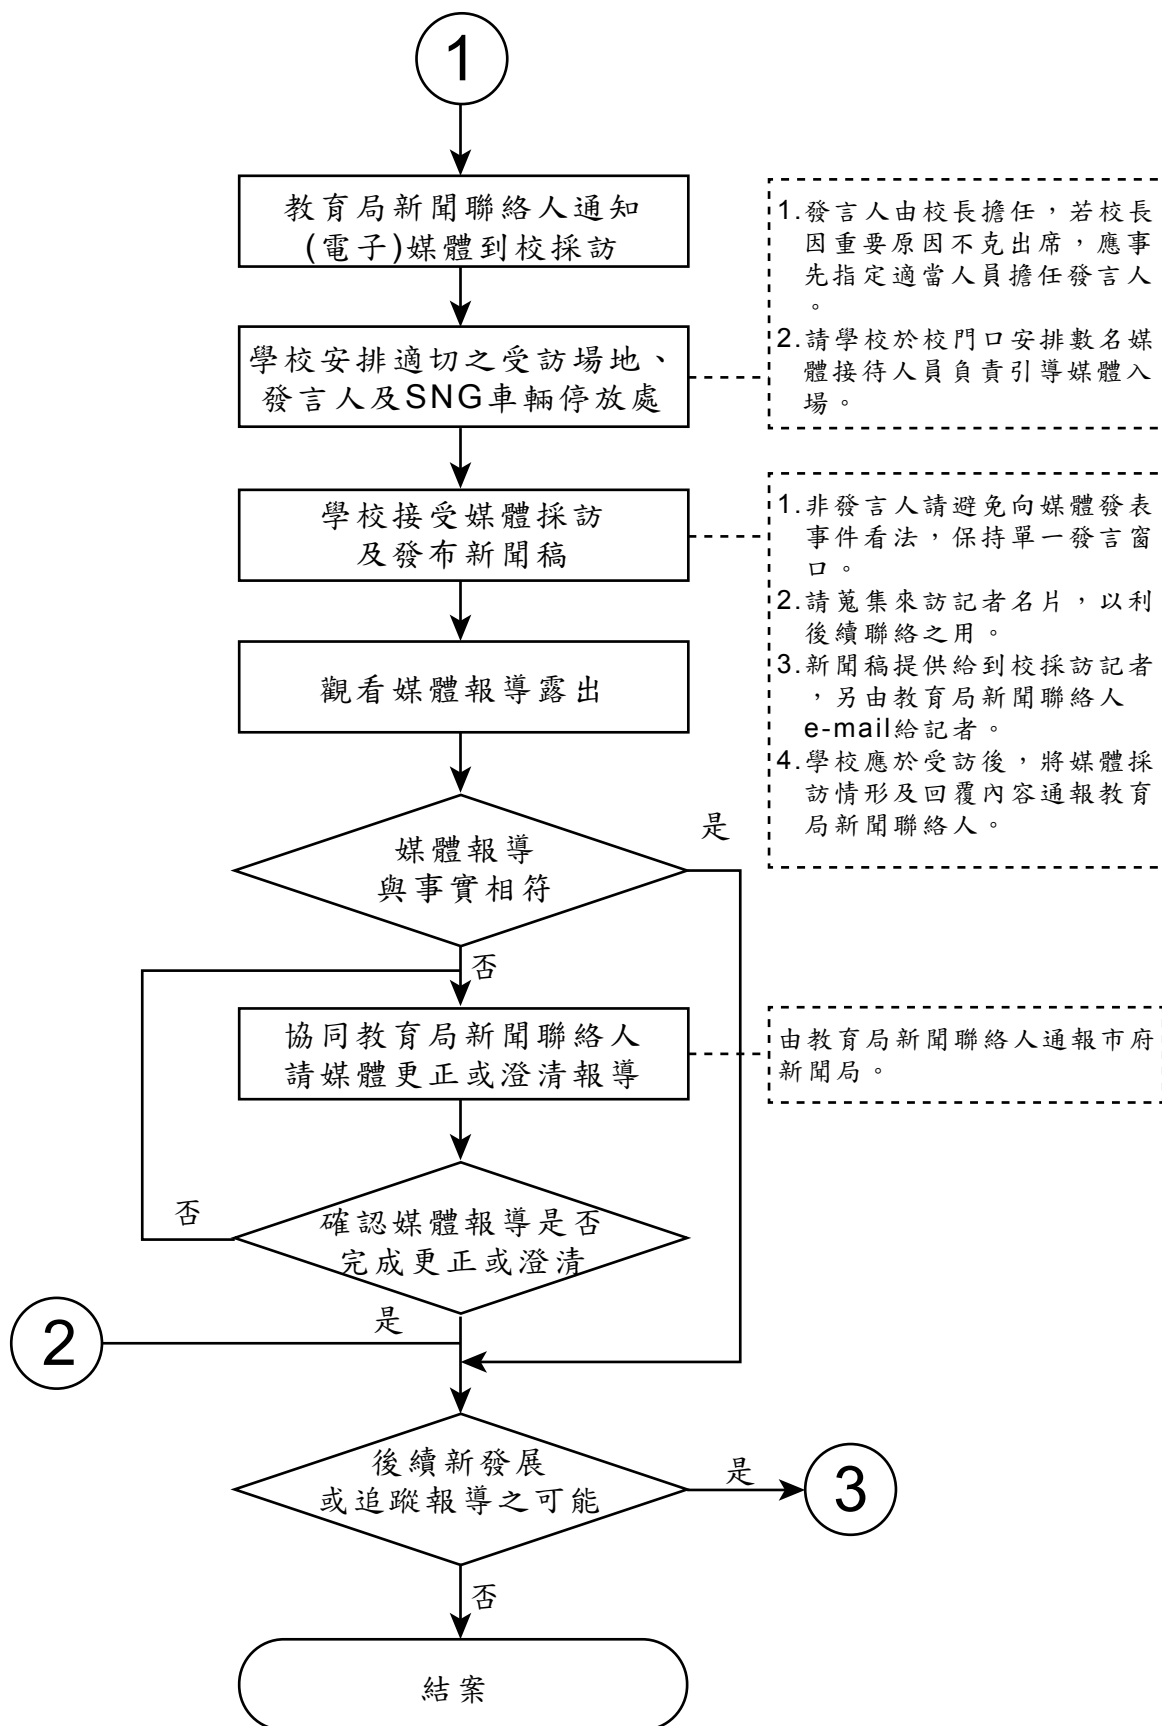 1
教育局新聞聯絡人通知
(電子)媒體到校採訪
1.發言人由校長擔任，若校長
因重要原因不克出席，應事
先指定適當人員擔任發言人
。
2.請學校於校門口安排數名媒
體接待人員負責引導媒體入
場。
學校安排適切之受訪場地、
發言人及SNG車輛停放處
學校接受媒體採訪
及發布新聞稿
1.非發言人請避免向媒體發表
事件看法，保持單一發言窗
口。
2.請蒐集來訪記者名片，以利
後續聯絡之用。
3.新聞稿提供給到校採訪記者
，另由教育局新聞聯絡人
e-mail給記者。
4.學校應於受訪後，將媒體採
訪情形及回覆內容通報教育
局新聞聯絡人。
觀看媒體報導露出
媒體報導
與事實相符
是
否
協同教育局新聞聯絡人
請媒體更正或澄清報導
由教育局新聞聯絡人通報市府
新聞局。
否
確認媒體報導是否
完成更正或澄清
是
2
後續新發展
或追蹤報導之可能
是
3
否
結案